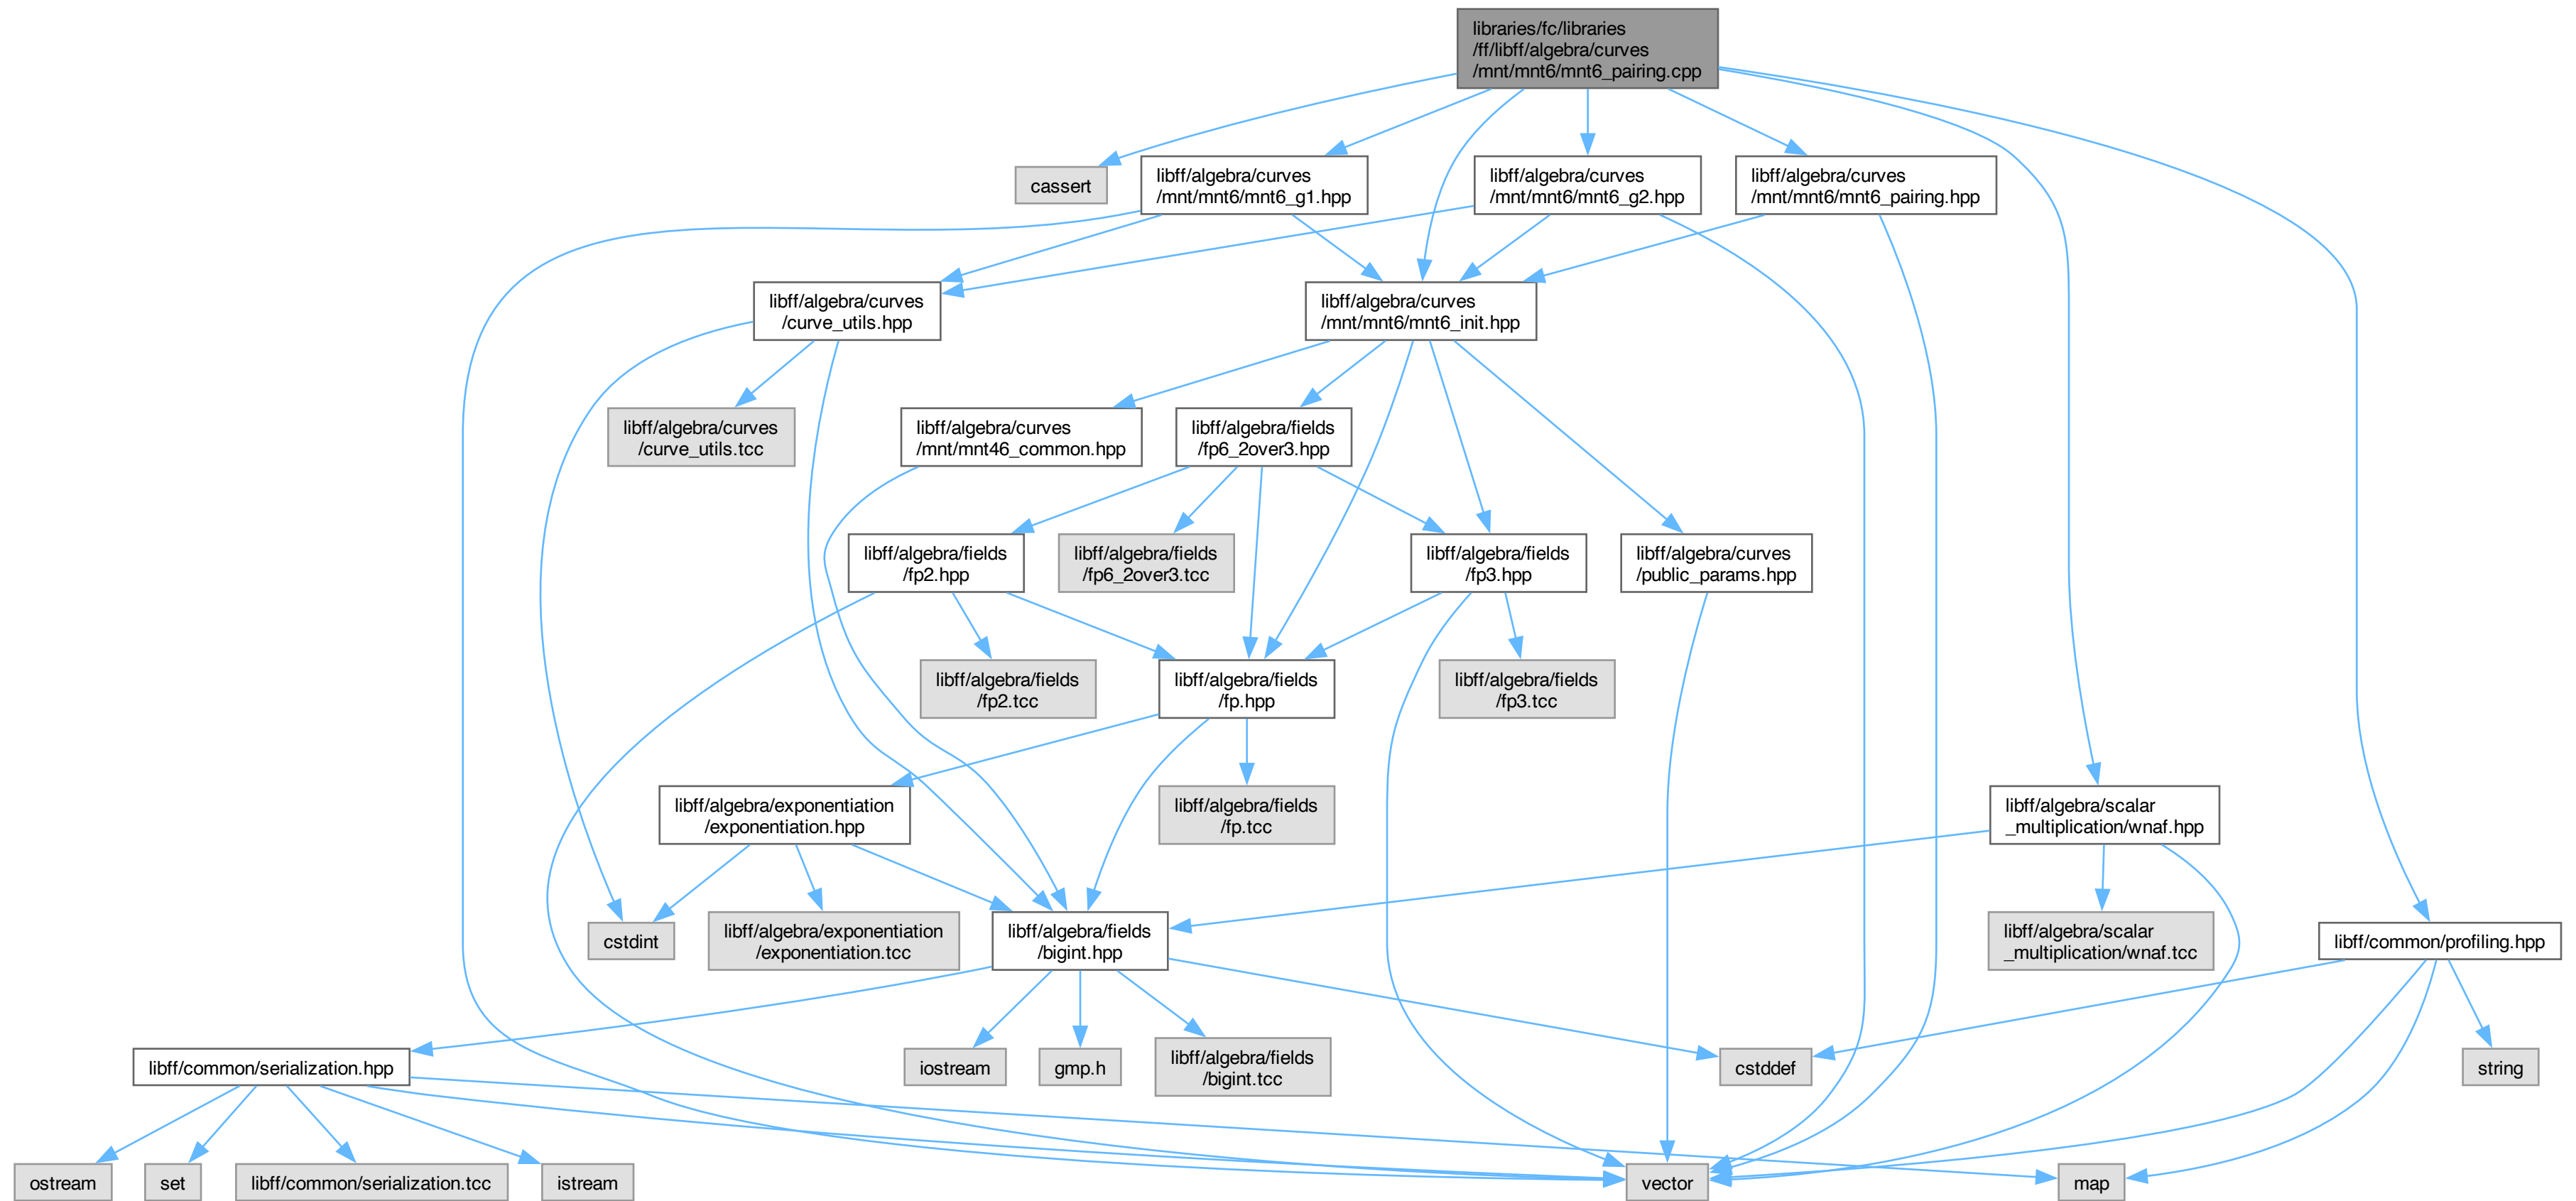 libraries/fc/libraries
/ff/libff/algebra/curves
/mnt/mnt6/mnt6_pairing.cpp
cassert
libff/algebra/curves
/mnt/mnt6/mnt6_g1.hpp
libff/algebra/curves
/mnt/mnt6/mnt6_g2.hpp
libff/algebra/curves
/mnt/mnt6/mnt6_pairing.hpp
libff/algebra/curves
/curve_utils.hpp
libff/algebra/curves
/mnt/mnt6/mnt6_init.hpp
libff/algebra/curves
/curve_utils.tcc
libff/algebra/curves
/mnt/mnt46_common.hpp
libff/algebra/fields
/fp6_2over3.hpp
libff/algebra/fields
/fp2.hpp
libff/algebra/fields
/fp6_2over3.tcc
libff/algebra/fields
/fp3.hpp
libff/algebra/curves
/public_params.hpp
libff/algebra/fields
/fp2.tcc
libff/algebra/fields
/fp.hpp
libff/algebra/fields
/fp3.tcc
libff/algebra/exponentiation
/exponentiation.hpp
libff/algebra/fields
/fp.tcc
libff/algebra/scalar
_multiplication/wnaf.hpp
cstdint
libff/algebra/exponentiation
/exponentiation.tcc
libff/algebra/fields
/bigint.hpp
libff/algebra/scalar
_multiplication/wnaf.tcc
libff/common/profiling.hpp
libff/common/serialization.hpp
iostream
gmp.h
libff/algebra/fields
/bigint.tcc
cstddef
string
ostream
set
libff/common/serialization.tcc
istream
vector
map